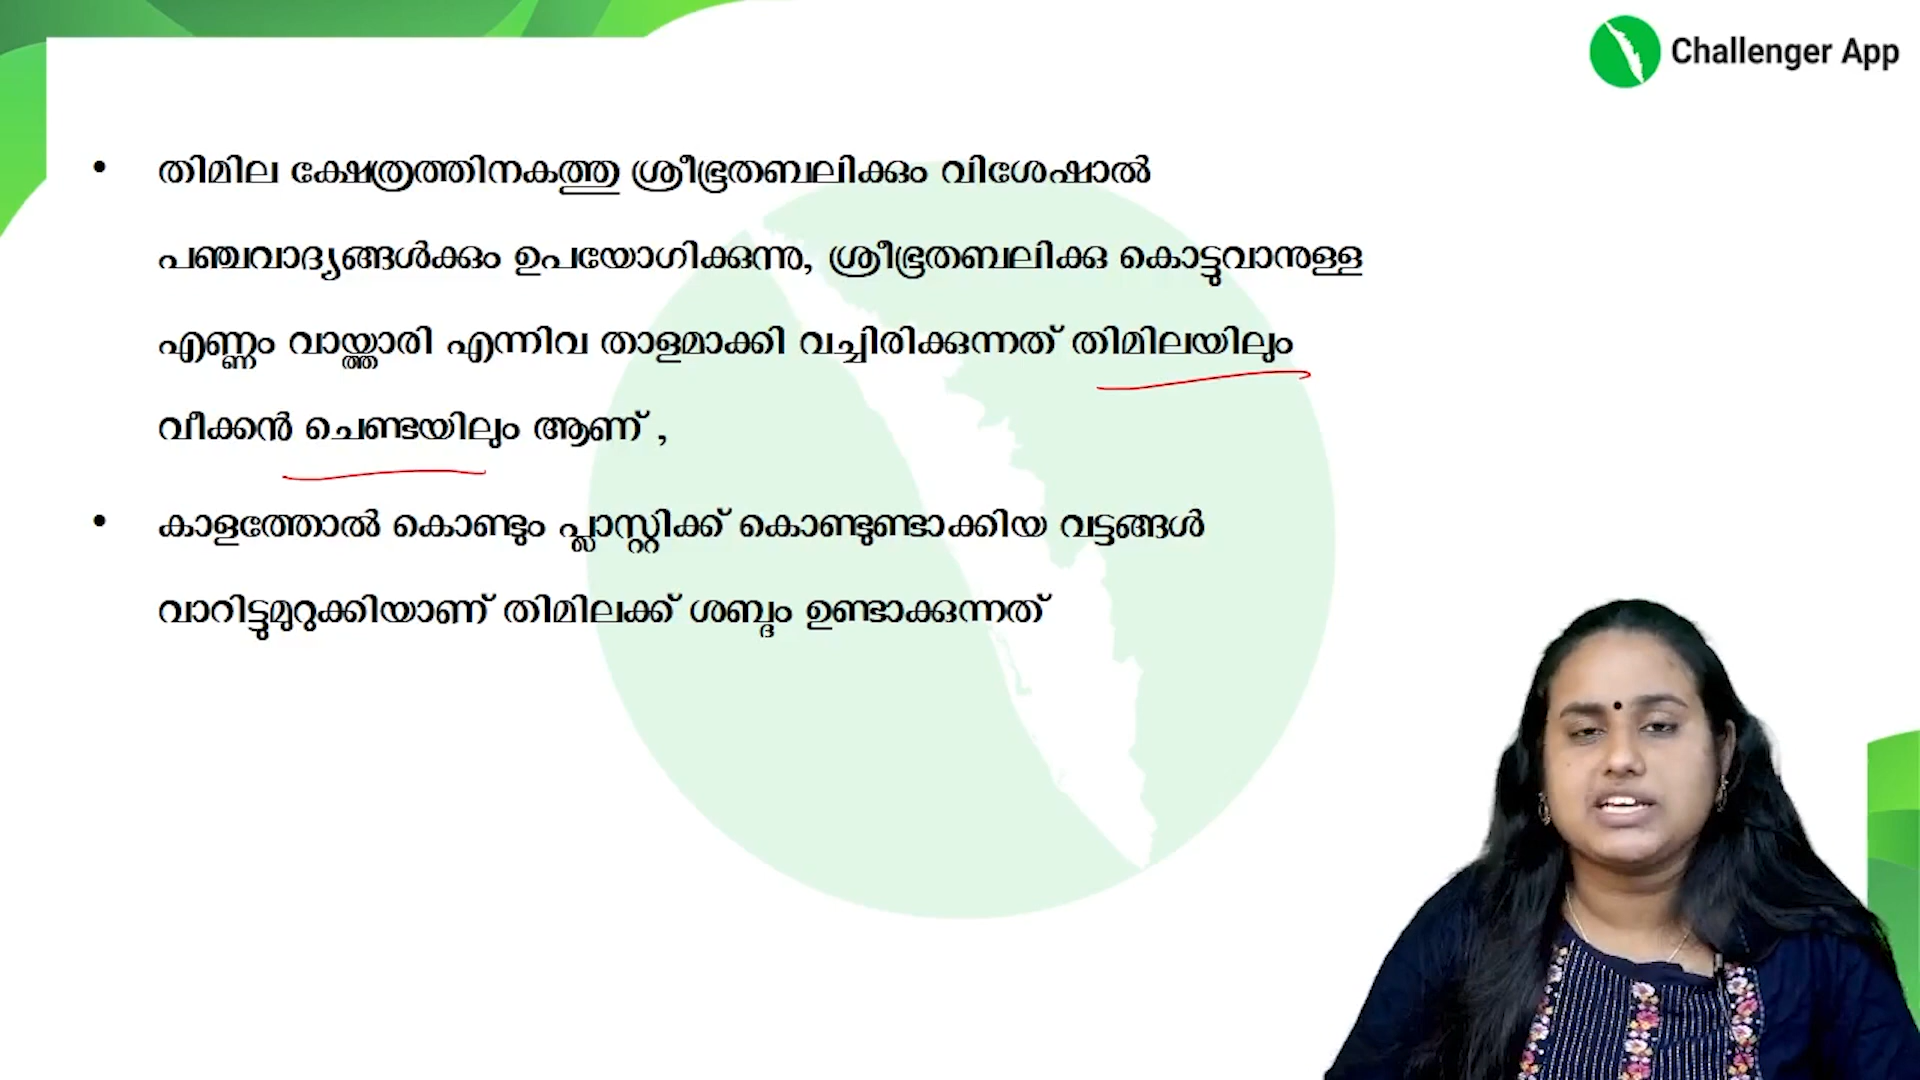 Challenger App
• തിമില ക്ഷേത്രത്തിനകത്തു ശ്രീഭൂതബലിക്കും വിശേഷാൽ
പഞ്ചവാദ്യങ്ങൾക്കും ഉപയോഗിക്കുന്നു, ശ്രീഭൂതബലിക്കു കൊട്ടുവാനുള്ള
എണ്ണം വായ്ത്താരി എന്നിവ താളമാക്കി വച്ചിരിക്കുന്നത് തിമിലയിലും
വീക്കൻ ചെണ്ടയിലും ആണ് ,
• കാളത്തോൽ കൊണ്ടും പ്ലാസ്റ്റിക്ക് കൊണ്ടുണ്ടാക്കിയ വട്ടങ്ങൾ
വാറിട്ടുമുറുക്കിയാണ് തിമിലക്ക് ശബ്ദം ഉണ്ടാക്കുന്നത്